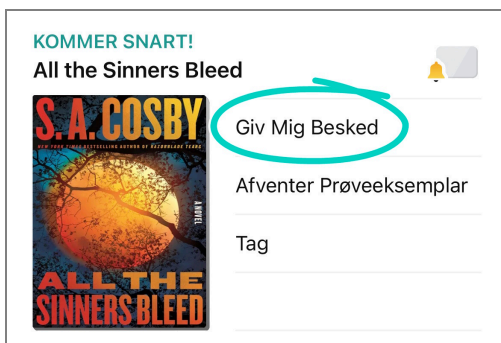 KOMMER SNART!
All the Sinners Bleed
S. A. COSBY
NEW YORK TIMES BESTSELLING AUTHOR OF RAZORBLADE TEARS
A NOVEL
ALL THE
SINNERS BLEED
Giv Mig Besked
Afventer Prøveeksemplar
Tag